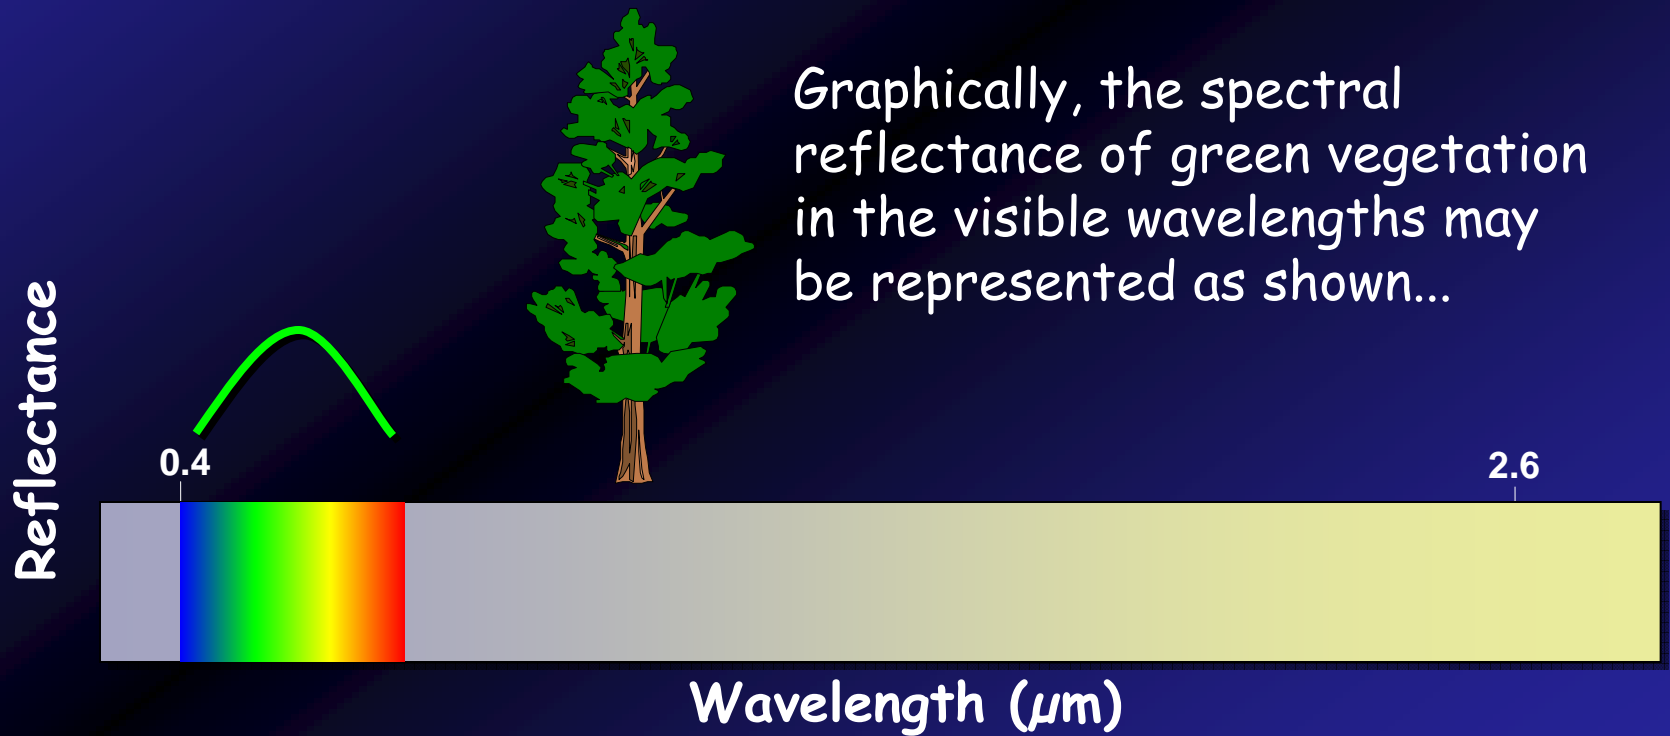 Graphically, the spectral
reflectance of green vegetation
in the visible wavelengths may
be represented as shown...
Reflectance
0.4
2.6
Wavelength (µm)